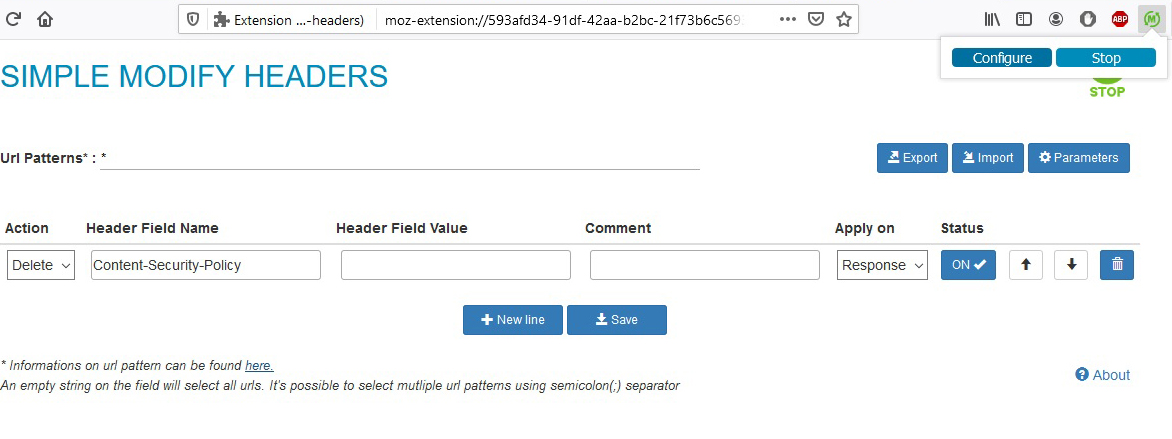 Extension ...-headers) moz-extension://593afd34-91df-42aa-b2bc-21f73b6c569 ABP M
Configure Stop
SIMPLE MODIFY HEADERS
STOP
Url Patterns* : *
Export Import Parameters
Action Header Field Name Header Field Value Comment Apply on Status
Delete Content-Security-Policy Response ON
New line Save
* Informations on url pattern can be found here.
An empty string on the field will select all urls. It's possible to select mutliple url patterns using semicolon(;) separator
About